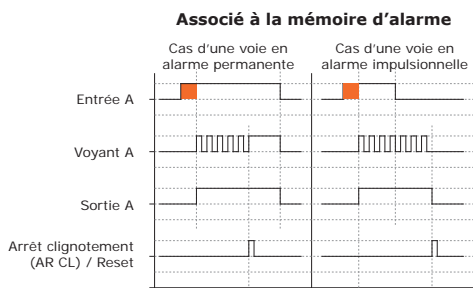 Associé à la mémoire d'alarme
Cas d'une voie en
alarme permanente
Cas d'une voie en
alarme impulsionnelle
Entrée A
Voyant A
Sortie A
Arrêt clignotement
(AR CL) / Reset